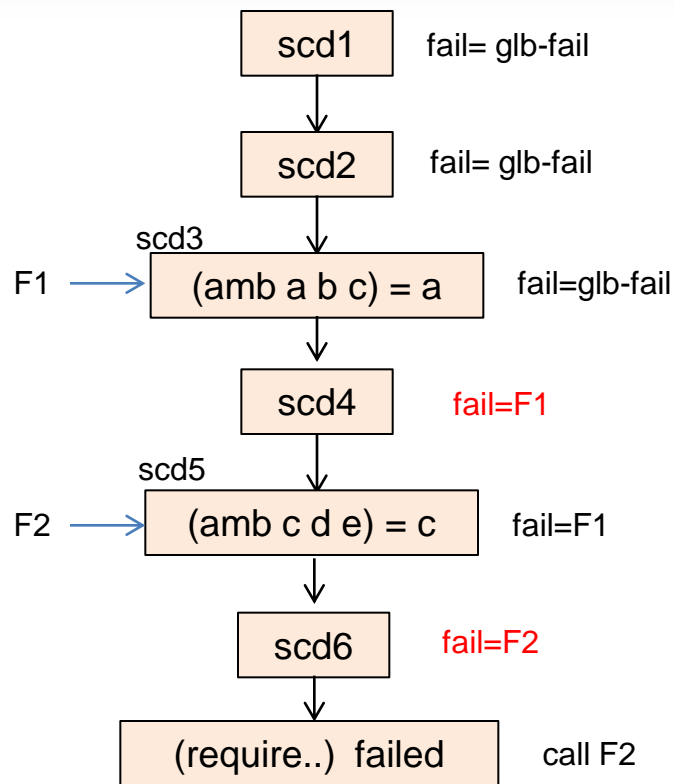 scd1 fail= glb-fail
scd2 fail= glb-fail
scd3
F1 (amb a b c) = a fail=glb-fail
scd4 fail=F1
scd5
F2 (amb c d e) = c fail=F1
scd6 fail=F2
(require..) failed call F2